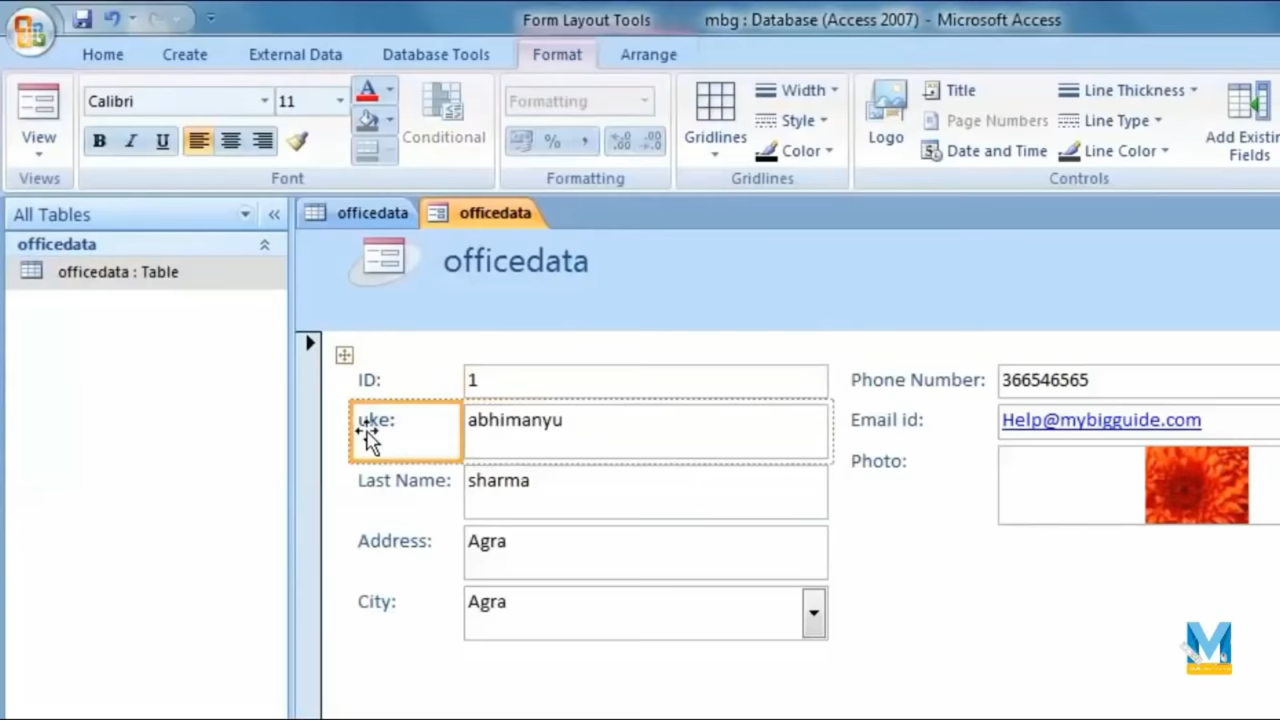 Form Layout Tools mbg : Database (Access 2007) - Microsoft Access
Home Create External Data Database Tools Format Arrange
View
Views
Calibri 11
B I U
Conditional
Font
Formatting
% ,
Formatting
Gridlines
Width
Style
Color
Gridlines
Logo
Title
Page Numbers
Date and Time
Line Thickness
Line Type
Line Color
Controls
Add Existin
Fields
All Tables
officedata
officedata : Table
officedata officedata
officedata
ID: 1
uke: abhimanyu
Last Name: sharma
Address: Agra
City: Agra
Phone Number: 366546565
Email id: Help@mybigguide.com
Photo:
M